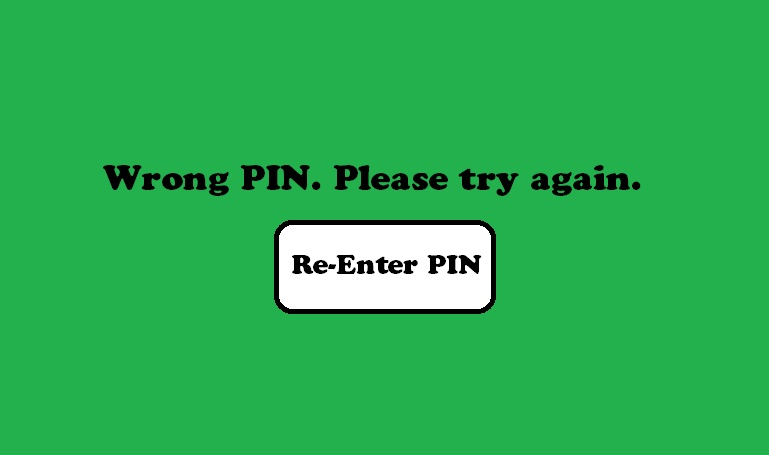 Wrong PIN. Please try again.
Re-Enter PIN